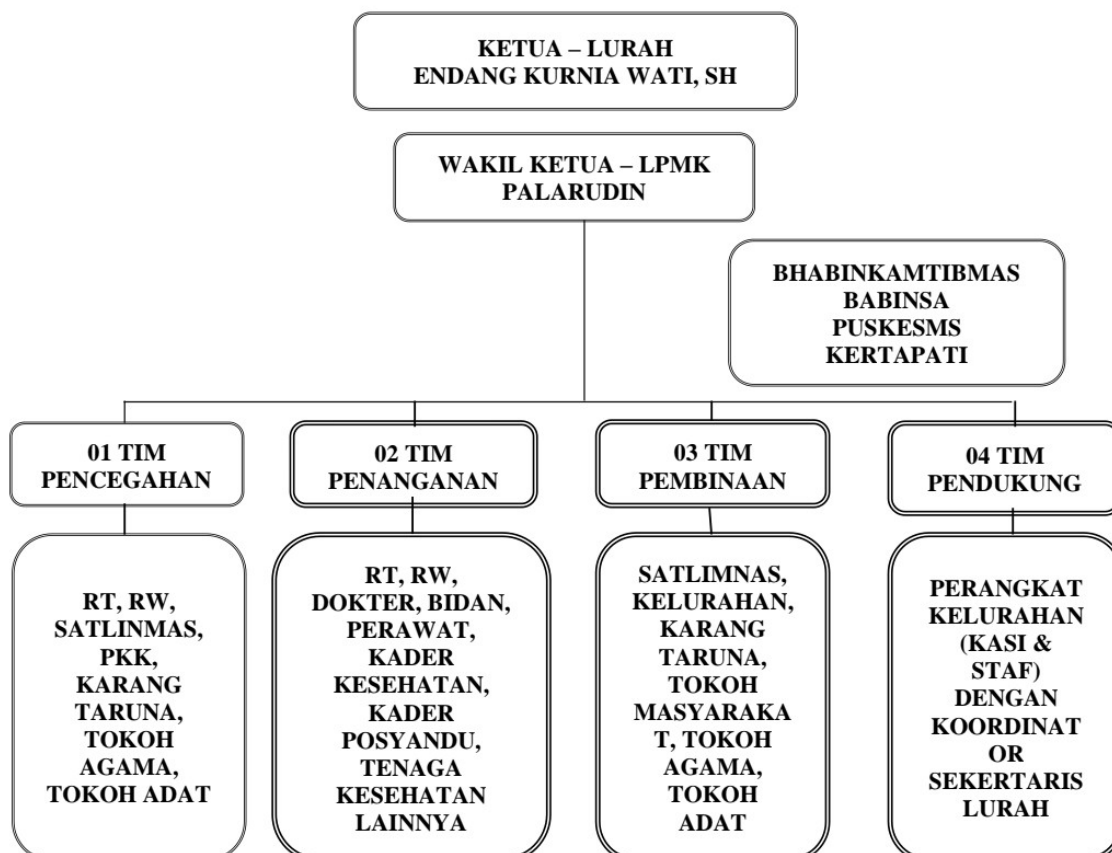 KETUA – LURAH
ENDANG KURNIA WATI, SH
WAKIL KETUA – LPMK
PALARUDIN
BHABINKAMTIBMAS
BABINSA
PUSKESMS
KERTAPATI
01 TIM
PENCEGAHAN
02 TIM
PENANGANAN
03 TIM
PEMBINAAN
04 TIM
PENDUKUNG
RT, RW,
SATLINMAS,
PKK,
KARANG
TARUNA,
TOKOH
AGAMA,
TOKOH ADAT
RT, RW,
DOKTER, BIDAN,
PERAWAT,
KADER
KESEHATAN,
KADER
POSYANDU,
TENAGA
KESEHATAN
LAINNYA
SATLIMNAS,
KELURAHAN,
KARANG
TARUNA,
TOKOH
MASYARAKA
T, TOKOH
AGAMA,
TOKOH
ADAT
PERANGKAT
KELURAHAN
(KASI &
STAF)
DENGAN
KOORDINAT
OR
SEKERTARIS
LURAH